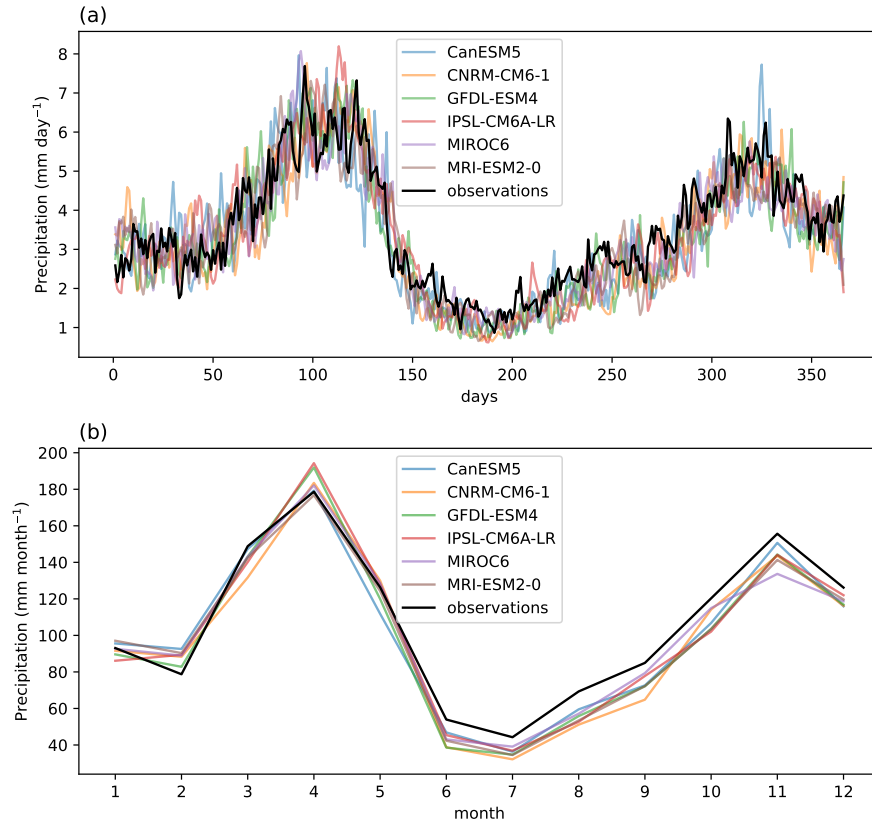 (a)
Precipitation (mm day⁻¹)
8
7
6
5
4
3
2
1
CanESM5
CNRM-CM6-1
GFDL-ESM4
IPSL-CM6A-LR
MIROC6
MRI-ESM2-0
observations
0 50 100 150 200 250 300 350
days
(b)
Precipitation (mm month⁻¹)
200
180
160
140
120
100
80
60
40
CanESM5
CNRM-CM6-1
GFDL-ESM4
IPSL-CM6A-LR
MIROC6
MRI-ESM2-0
observations
1 2 3 4 5 6 7 8 9 10 11 12
month